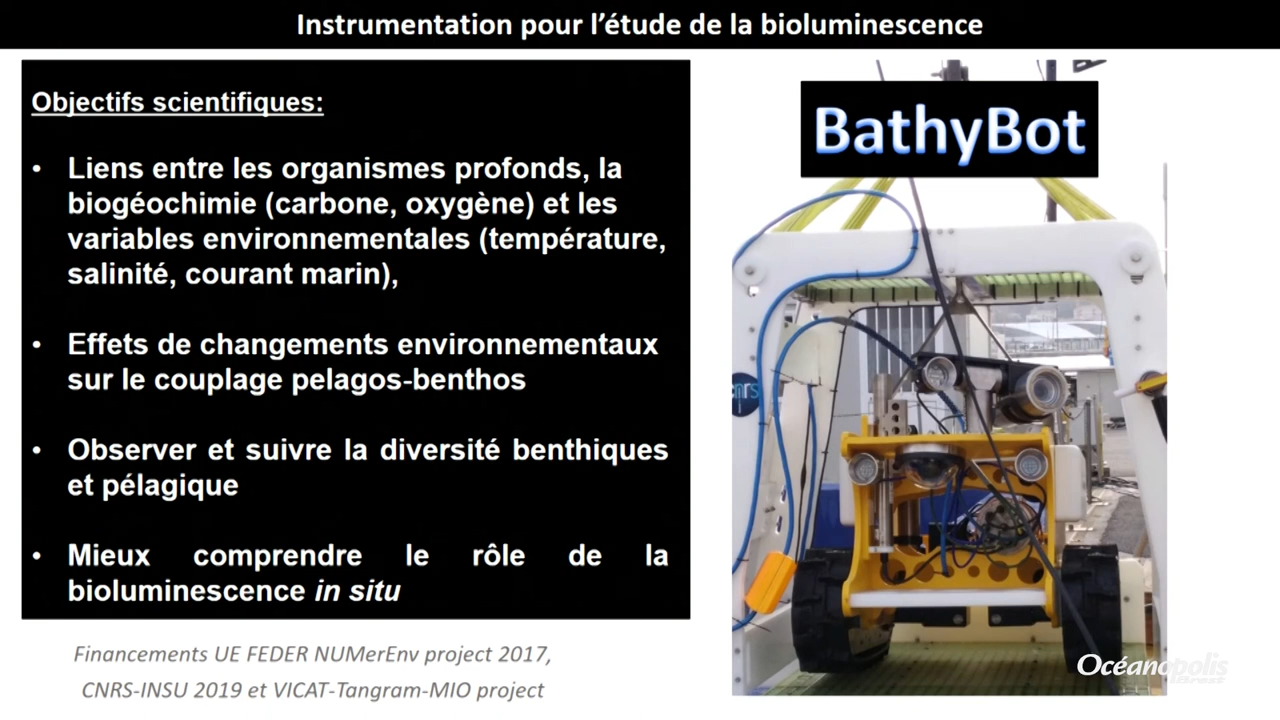 Instrumentation pour l'étude de la bioluminescence
Objectifs scientifiques:
• Liens entre les organismes profonds, la
biogéochimie (carbone, oxygène) et les
variables environnementales (température,
salinité, courant marin),
• Effets de changements environnementaux
sur le couplage pelagos-benthos
• Observer et suivre la diversité benthiques
et pélagique
• Mieux comprendre le rôle de la
bioluminescence in situ
Financements UE FEDER NUMerEnv project 2017,
CNRS-INSU 2019 et VICAT-Tangram-MIO project
BathyBot
cnrs
Océanopolis
Brest